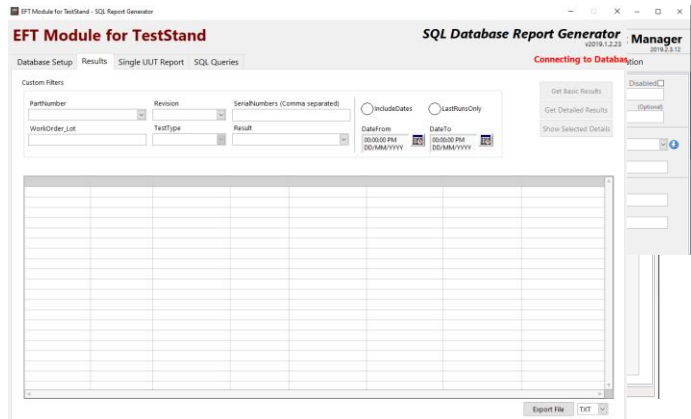 EFT Module for TestStand - SQL Report Generator
EFT Module for TestStand
SQL Database Report Generator
v2019.1.2.23
Manager
2019.2.3.12
Database Setup Results Single UUT Report SQL Queries
Connecting to Databas
tion
Custom Filters
PartNumber Revision SerialNumbers (Comma separated)
IncludeDates LastRunsOnly
WorkOrder_Lot TestType Result
DateFrom DateTo
00:00:00 PM 00:00:00 PM
DD/MM/YYYY DD/MM/YYYY
Get Basic Results
Get Detailed Results
Show Selected Details
Disabled
(Optional)
Export File TXT